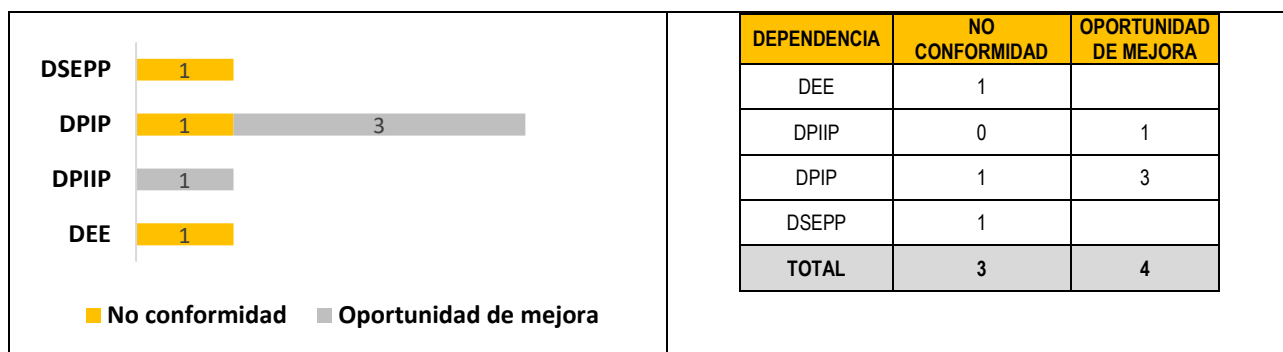 DSEPP 1
DPIP 1 3
DPIIP 1
DEE 1
No conformidad Oportunidad de mejora
DEPENDENCIA NO CONFORMIDAD OPORTUNIDAD DE MEJORA
DEE 1
DPIIP 0 1
DPIP 1 3
DSEPP 1
TOTAL 3 4